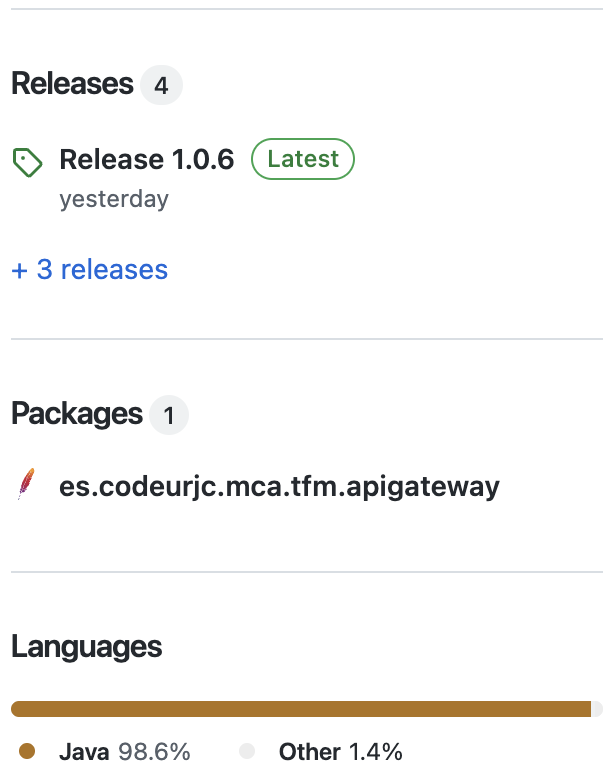 Releases 4
Release 1.0.6 Latest
yesterday
+ 3 releases
Packages 1
es.codeurjc.mca.tfm.apigateway
Languages
Java 98.6% Other 1.4%